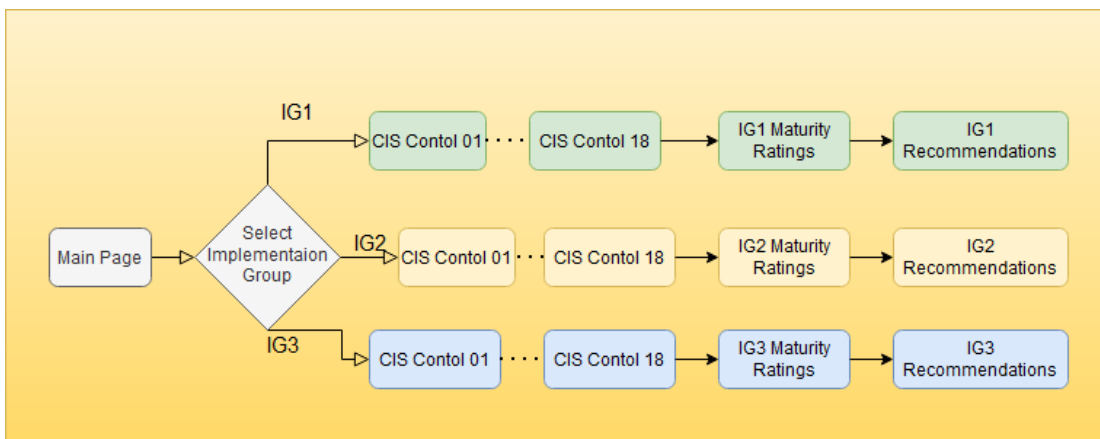 IG1
CIS Contol 01
CIS Contol 18
IG1 Maturity
Ratings
IG1
Recommendations
Main Page
Select
Implementaion
Group
IG2
CIS Contol 01
CIS Contol 18
IG2 Maturity
Ratings
IG2
Recommendations
IG3
CIS Contol 01
CIS Contol 18
IG3 Maturity
Ratings
IG3
Recommendations